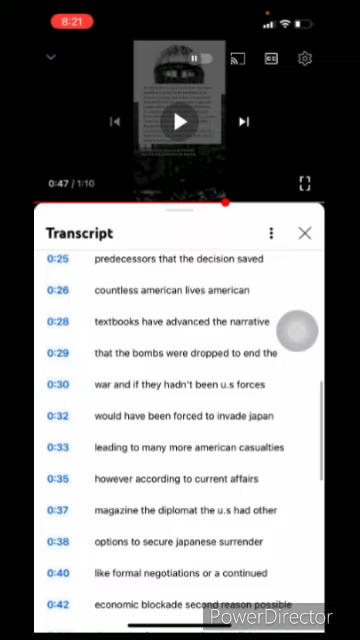 8:21
0:47 / 1:10
Transcript
0:25 predecessors that the decision saved
0:26 countless american lives american
0:28 textbooks have advanced the narrative
0:29 that the bombs were dropped to end the
0:30 war and if they hadn't been u.s forces
0:32 would have been forced to invade japan
0:33 leading to many more american casualties
0:35 however according to current affairs
0:37 magazine the diplomat the u.s had other
0:38 options to secure japanese surrender
0:40 like formal negotiations or a continued
0:42 economic blockade second reason possible
PowerDirector